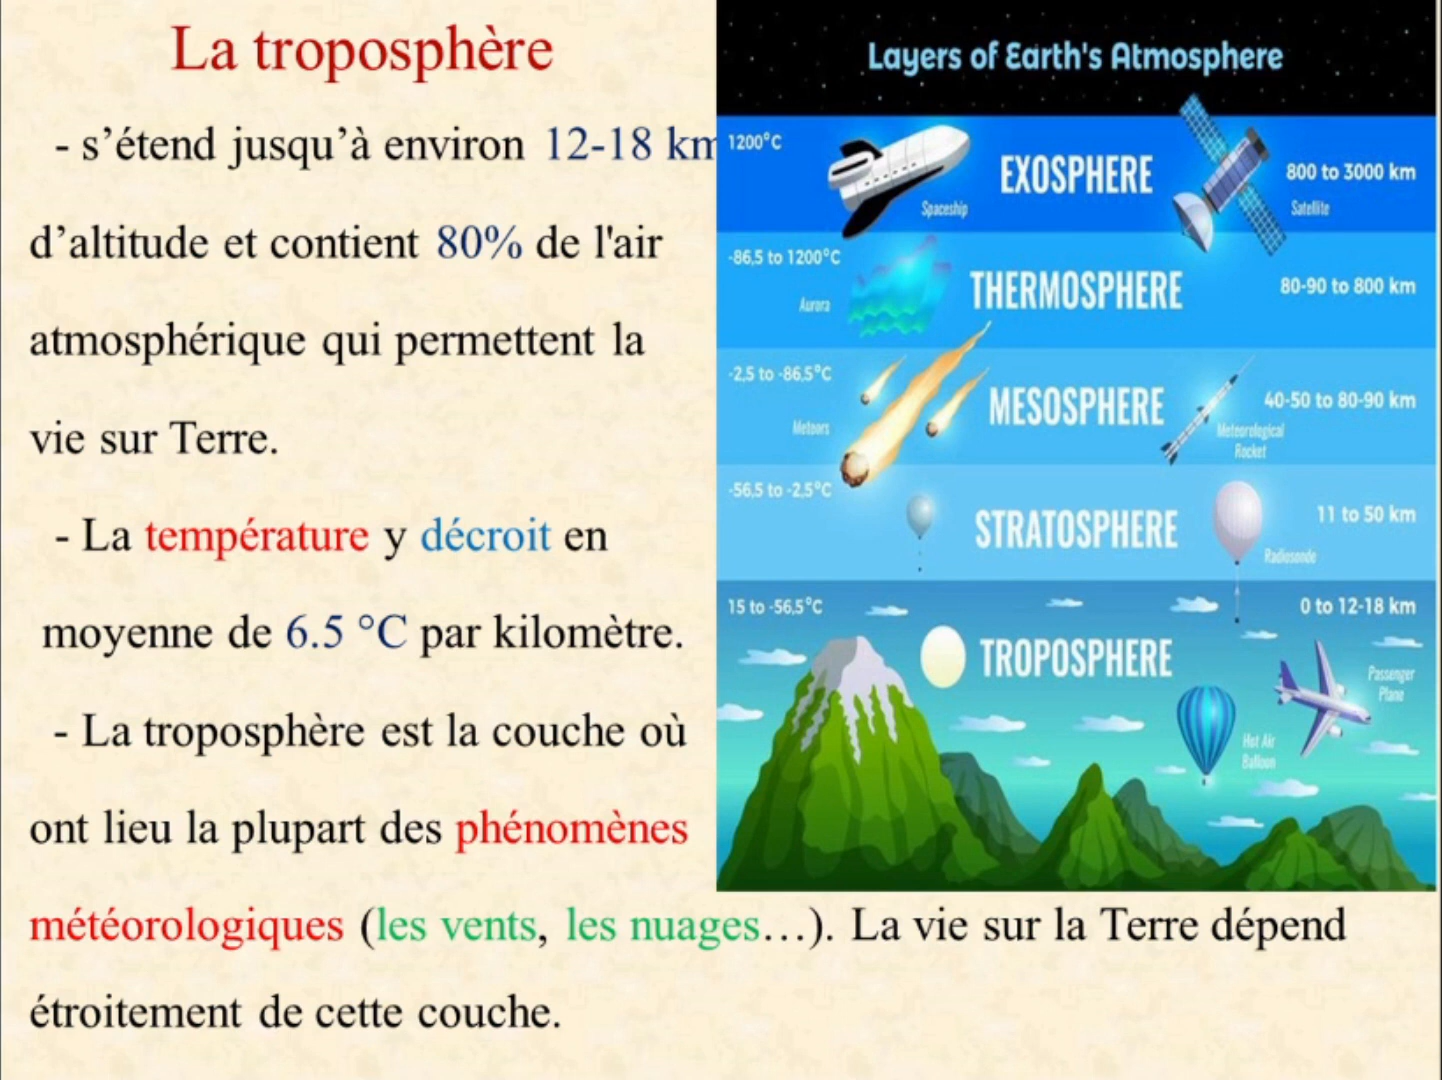 La troposphère
- s’étend jusqu’à environ 12-18 km
d’altitude et contient 80% de l'air
atmosphérique qui permettent la
vie sur Terre.
- La température y décroit en
moyenne de 6.5 °C par kilomètre.
- La troposphère est la couche où
ont lieu la plupart des phénomènes
météorologiques (les vents, les nuages…). La vie sur la Terre dépend
étroitement de cette couche.
Layers of Earth's Atmosphere
1200°C
EXOSPHERE
800 to 3000 km
Spaceship
Satellite
-86,5 to 1200°C
THERMOSPHERE
80-90 to 800 km
Aurora
-2,5 to -86,5°C
MESOSPHERE
40-50 to 80-90 km
Meteors
Meteorological
Rocket
-56,5 to -2,5°C
STRATOSPHERE
11 to 50 km
Radiosonde
15 to -56,5°C
0 to 12-18 km
TROPOSPHERE
Passenger
Plane
Hot Air
Balloon